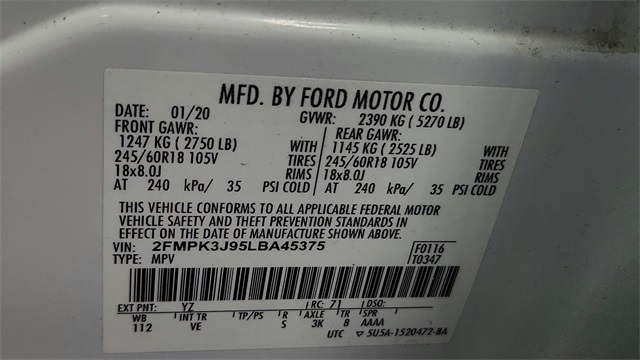 MFD. BY FORD MOTOR CO.
DATE: 01/20 GVWR: 2390 KG ( 5270 LB)
FRONT GAWR: REAR GAWR:
1247 KG ( 2750 LB) WITH 1145 KG ( 2525 LB) WITH
245/60R18 105V TIRES 245/60R18 105V TIRES
18x8.0J RIMS 18x8.0J RIMS
AT 240 kPa/ 35 PSI COLD AT 240 kPa/ 35 PSI COLD
THIS VEHICLE CONFORMS TO ALL APPLICABLE FEDERAL MOTOR
VEHICLE SAFETY AND THEFT PREVENTION STANDARDS IN
EFFECT ON THE DATE OF MANUFACTURE SHOWN ABOVE.
VIN: 2FMPK3J95LBA45375 F0116
TYPE: MPV T0347
EXT PNT: YZ RC: 71 DSO:
WB INT TR TP/PS R AXLE TR SPR
112 VE S 3K 8 AAAA
UTC 5U5A-1520472-BA